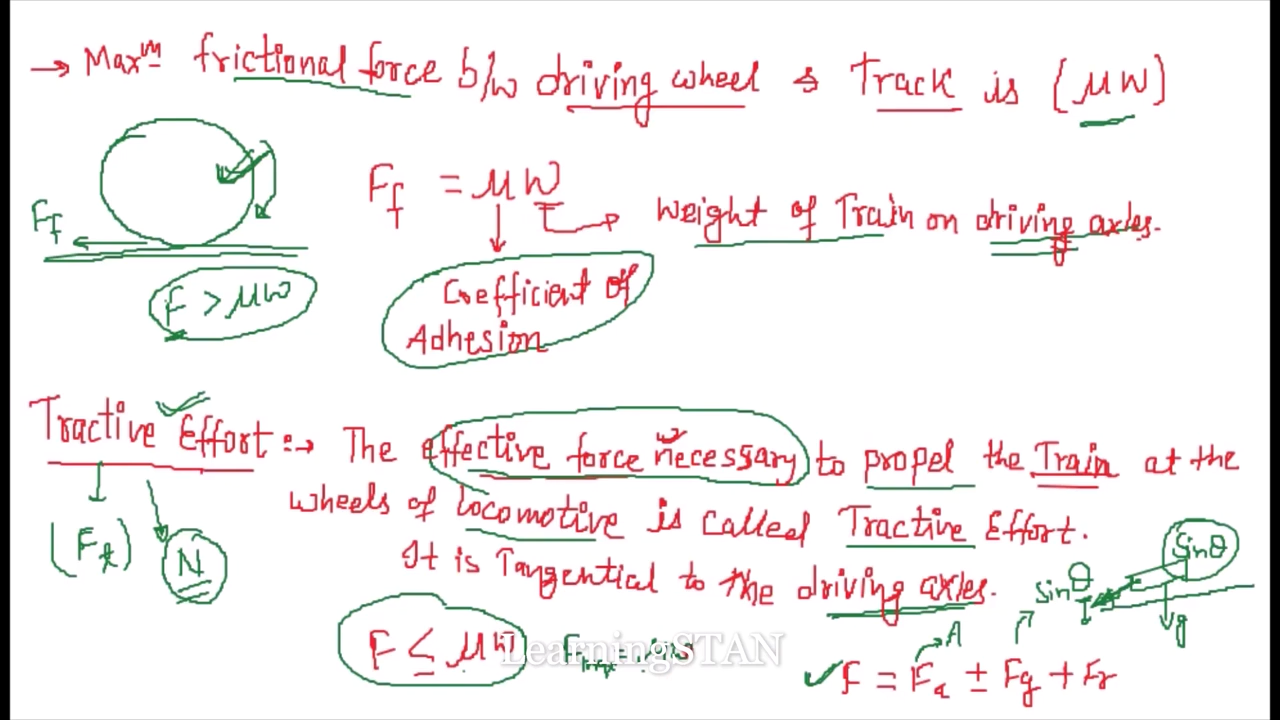 → Maxᵐ frictional force b/w driving wheel & Track is (μW)
Ff = μW → Weight of Train on driving axles.
Ff
F > μW
Coefficient of
Adhesion
Tractive Effort :→ The effective force necessary to propel the Train at the
wheels of locomotive is called Tractive Effort.
(Ft) N
It is Tangential to the driving axles.
sinθ θ sinθ
g
F ≤ μW
A
F = Fa ± Fg + Fr
LearningSTAN